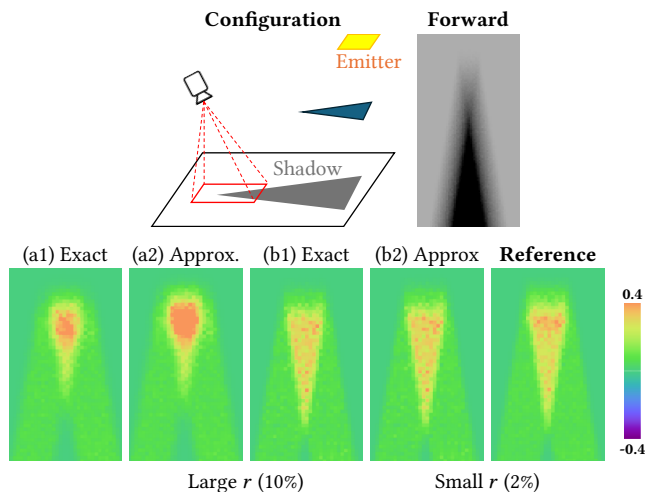 Configuration
Forward
Emitter
Shadow
(a1) Exact
(a2) Approx.
(b1) Exact
(b2) Approx
Reference
0.4
-0.4
Large r (10%)
Small r (2%)